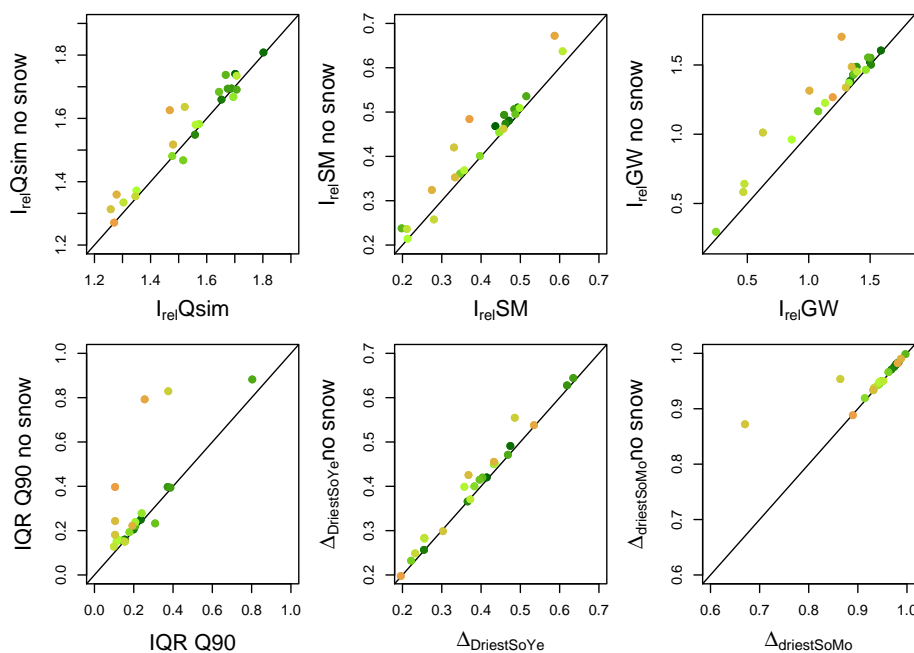 I_relQsim no snow
1.2 1.4 1.6 1.8
1.2 1.4 1.6 1.8
I_relQsim
I_relSM no snow
0.2 0.3 0.4 0.5 0.6 0.7
0.2 0.3 0.4 0.5 0.6 0.7
I_relSM
I_relGW no snow
0.5 1.0 1.5
0.5 1.0 1.5
I_relGW
IQR Q90 no snow
0.0 0.2 0.4 0.6 0.8 1.0
0.0 0.2 0.4 0.6 0.8 1.0
IQR Q90
Δ_DriestSoYe no snow
0.2 0.3 0.4 0.5 0.6 0.7
0.2 0.3 0.4 0.5 0.6 0.7
Δ_DriestSoYe
Δ_driestSoMo no snow
0.6 0.7 0.8 0.9 1.0
0.6 0.7 0.8 0.9 1.0
Δ_driestSoMo